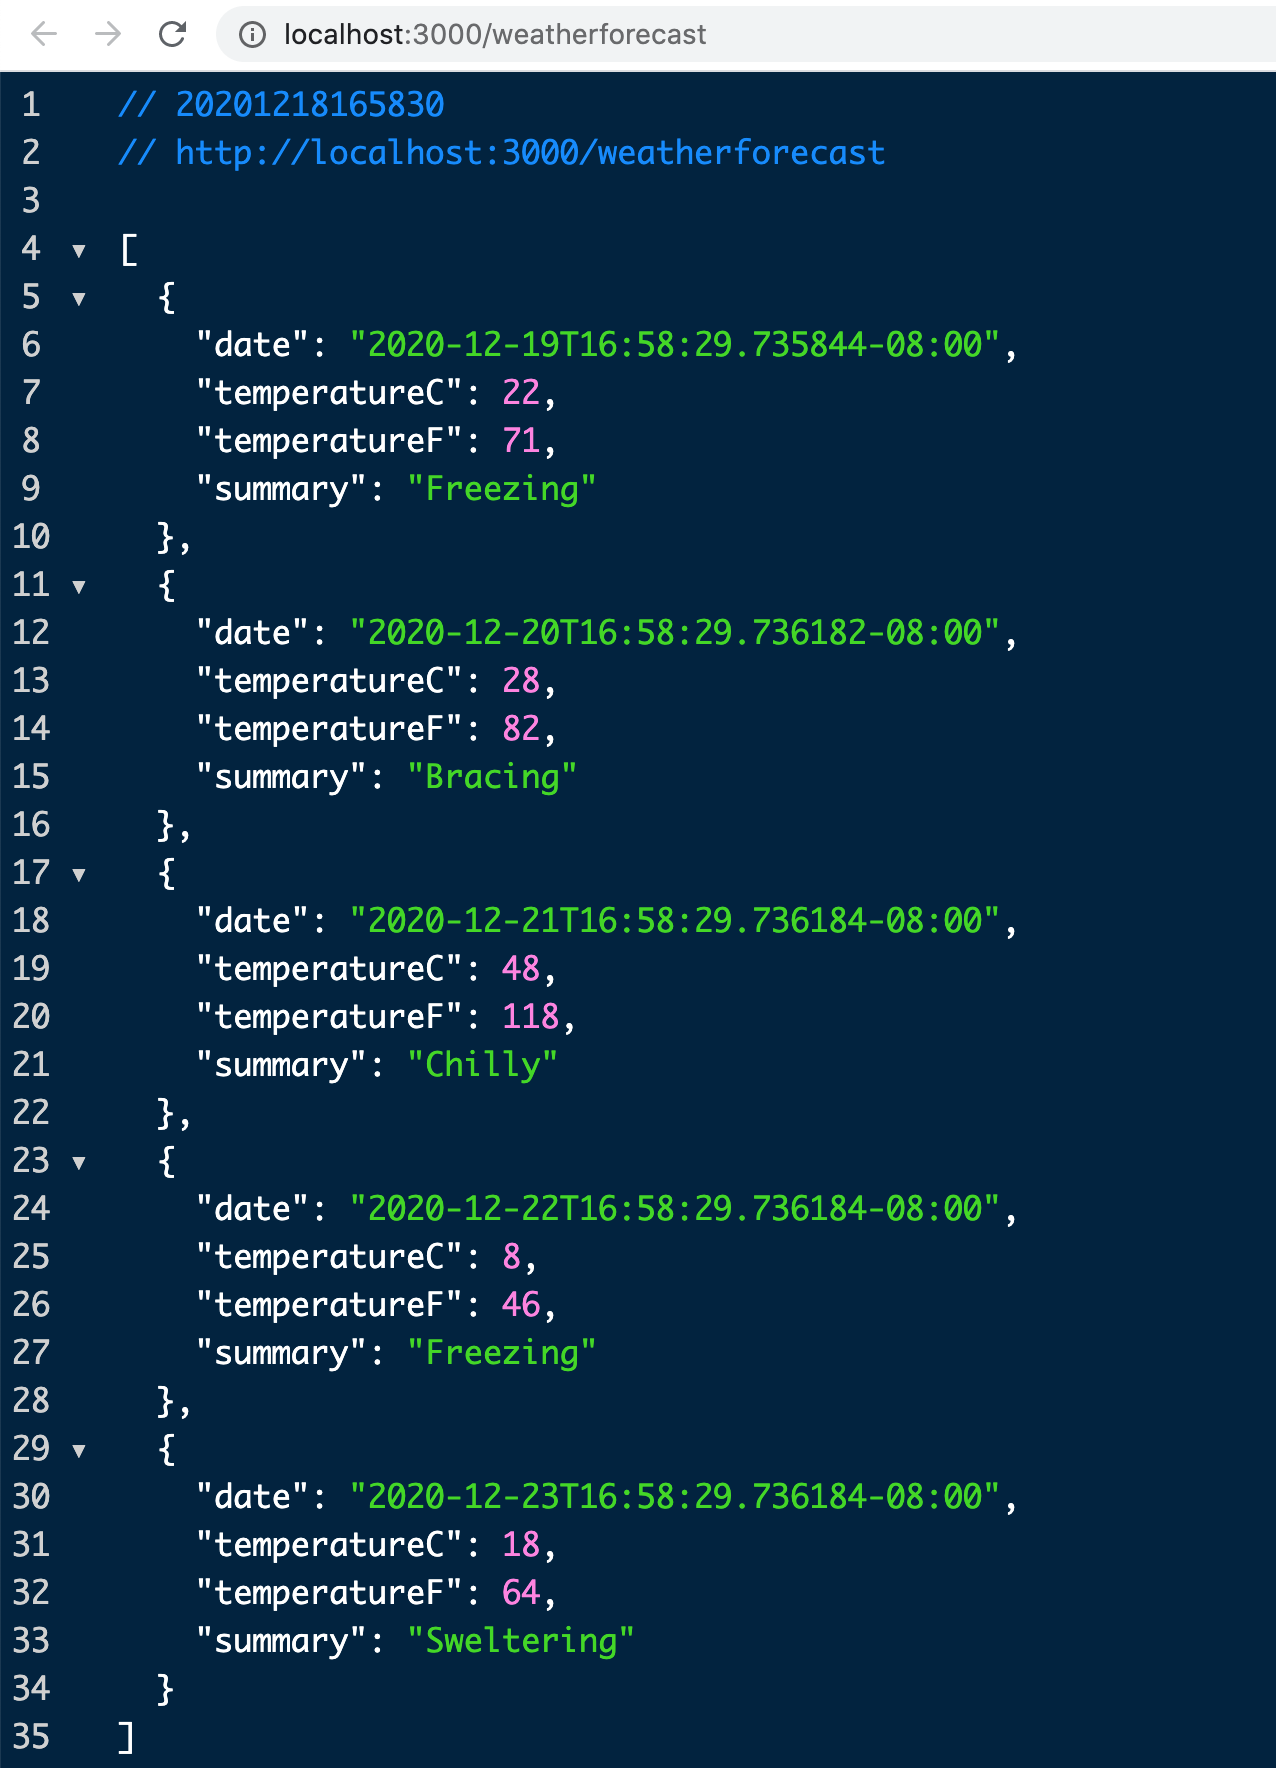 localhost:3000/weatherforecast
1 // 20201218165830
2 // http://localhost:3000/weatherforecast
3
4 [
5 {
6 "date": "2020-12-19T16:58:29.735844-08:00",
7 "temperatureC": 22,
8 "temperatureF": 71,
9 "summary": "Freezing"
10 },
11 {
12 "date": "2020-12-20T16:58:29.736182-08:00",
13 "temperatureC": 28,
14 "temperatureF": 82,
15 "summary": "Bracing"
16 },
17 {
18 "date": "2020-12-21T16:58:29.736184-08:00",
19 "temperatureC": 48,
20 "temperatureF": 118,
21 "summary": "Chilly"
22 },
23 {
24 "date": "2020-12-22T16:58:29.736184-08:00",
25 "temperatureC": 8,
26 "temperatureF": 46,
27 "summary": "Freezing"
28 },
29 {
30 "date": "2020-12-23T16:58:29.736184-08:00",
31 "temperatureC": 18,
32 "temperatureF": 64,
33 "summary": "Sweltering"
34 }
35 ]